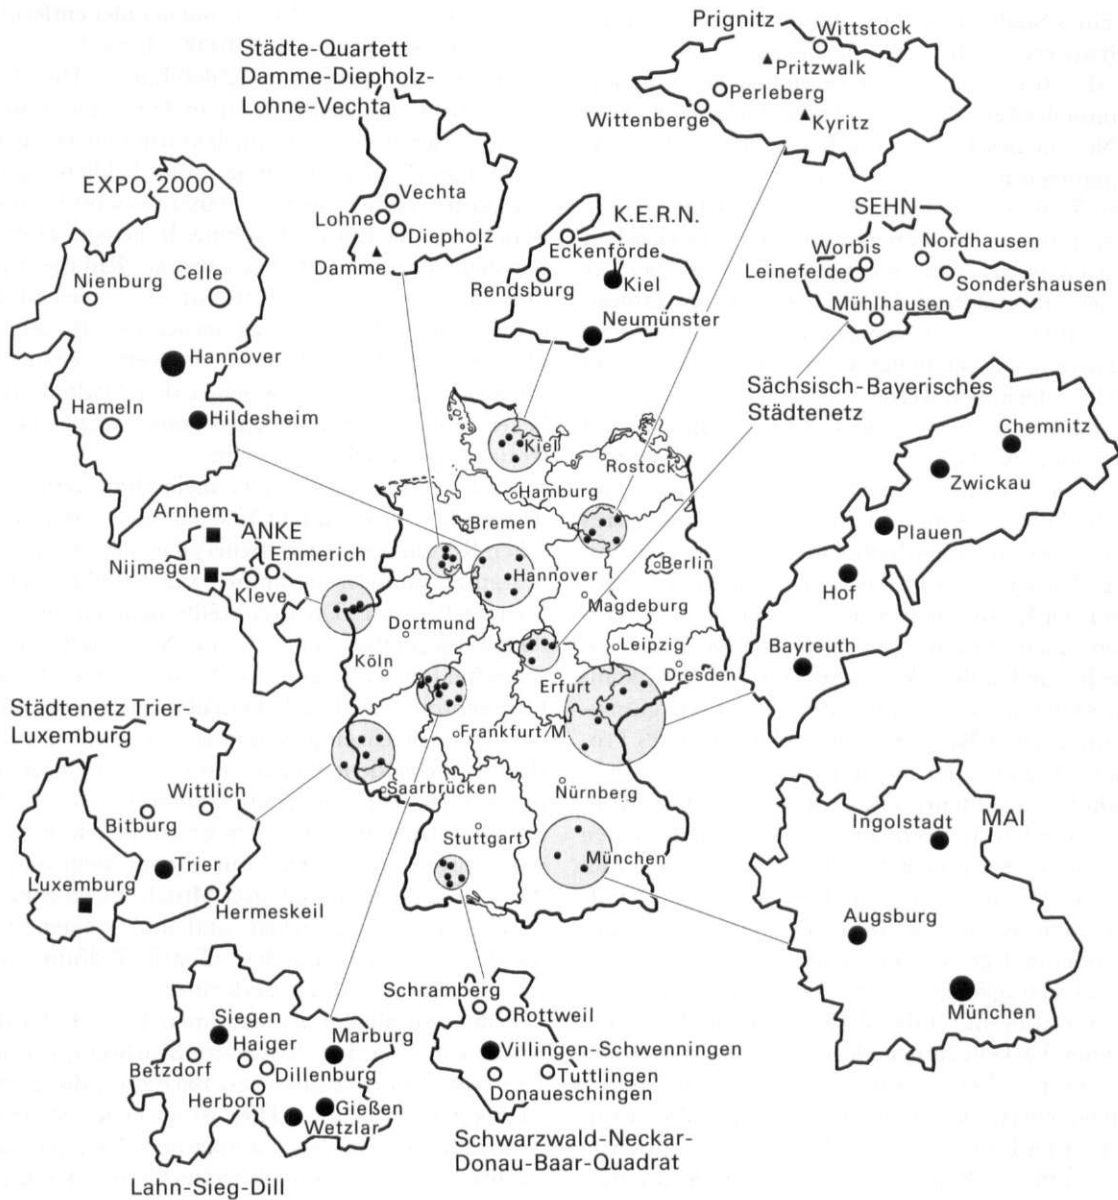 Städte-Quartett
Damme-Diepholz-
Lohne-Vechta
Vechta
Lohne
Diepholz
Damme
Prignitz
Wittstock
Pritzwalk
Perleberg
Wittenberge
Kyritz
EXPO 2000
Celle
Nienburg
Hannover
Hameln
Hildesheim
K.E.R.N.
Eckenförde
Rendsburg
Kiel
Neumünster
SEHN
Worbis
Nordhausen
Leinefelde
Sondershausen
Mühlhausen
Sächsisch-Bayerisches
Städtenetz
Chemnitz
Zwickau
Plauen
Hof
Bayreuth
Arnhem
ANKE
Emmerich
Nijmegen
Kleve
Kiel
Rostock
Hamburg
Bremen
Berlin
Hannover
Magdeburg
Dortmund
Leipzig
Köln
Dresden
Erfurt
Frankfurt/M.
Saarbrücken
Nürnberg
Stuttgart
München
Städtenetz Trier-
Luxemburg
Wittlich
Bitburg
Trier
Luxemburg
Hermeskeil
Ingolstadt
MAI
Augsburg
München
Siegen
Haiger
Marburg
Betzdorf
Dillenburg
Herborn
Gießen
Wetzlar
Lahn-Sieg-Dill
Schramberg
Rottweil
Villingen-Schwenningen
Tuttlingen
Donaueschingen
Schwarzwald-Neckar-
Donau-Baar-Quadrat